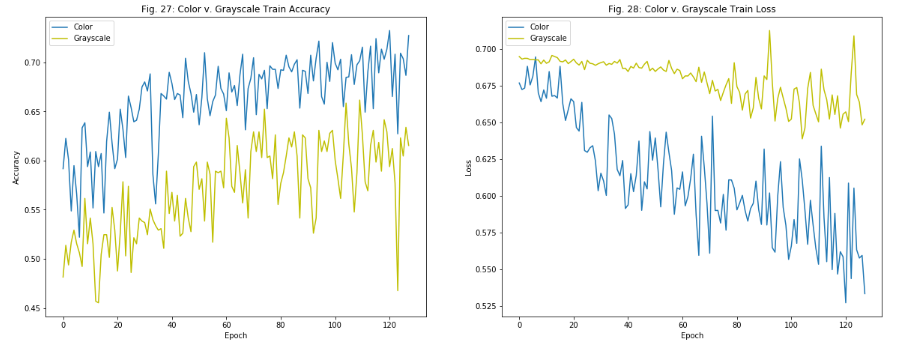 Fig. 27: Color v. Grayscale Train Accuracy
Color
Grayscale
0.70
0.65
0.60
0.55
0.50
0.45
Accuracy
0
20
40
60
80
100
120
Epoch
Fig. 28: Color v. Grayscale Train Loss
Color
Grayscale
0.700
0.675
0.650
0.625
0.600
0.575
0.550
0.525
Loss
0
20
40
60
80
100
120
Epoch